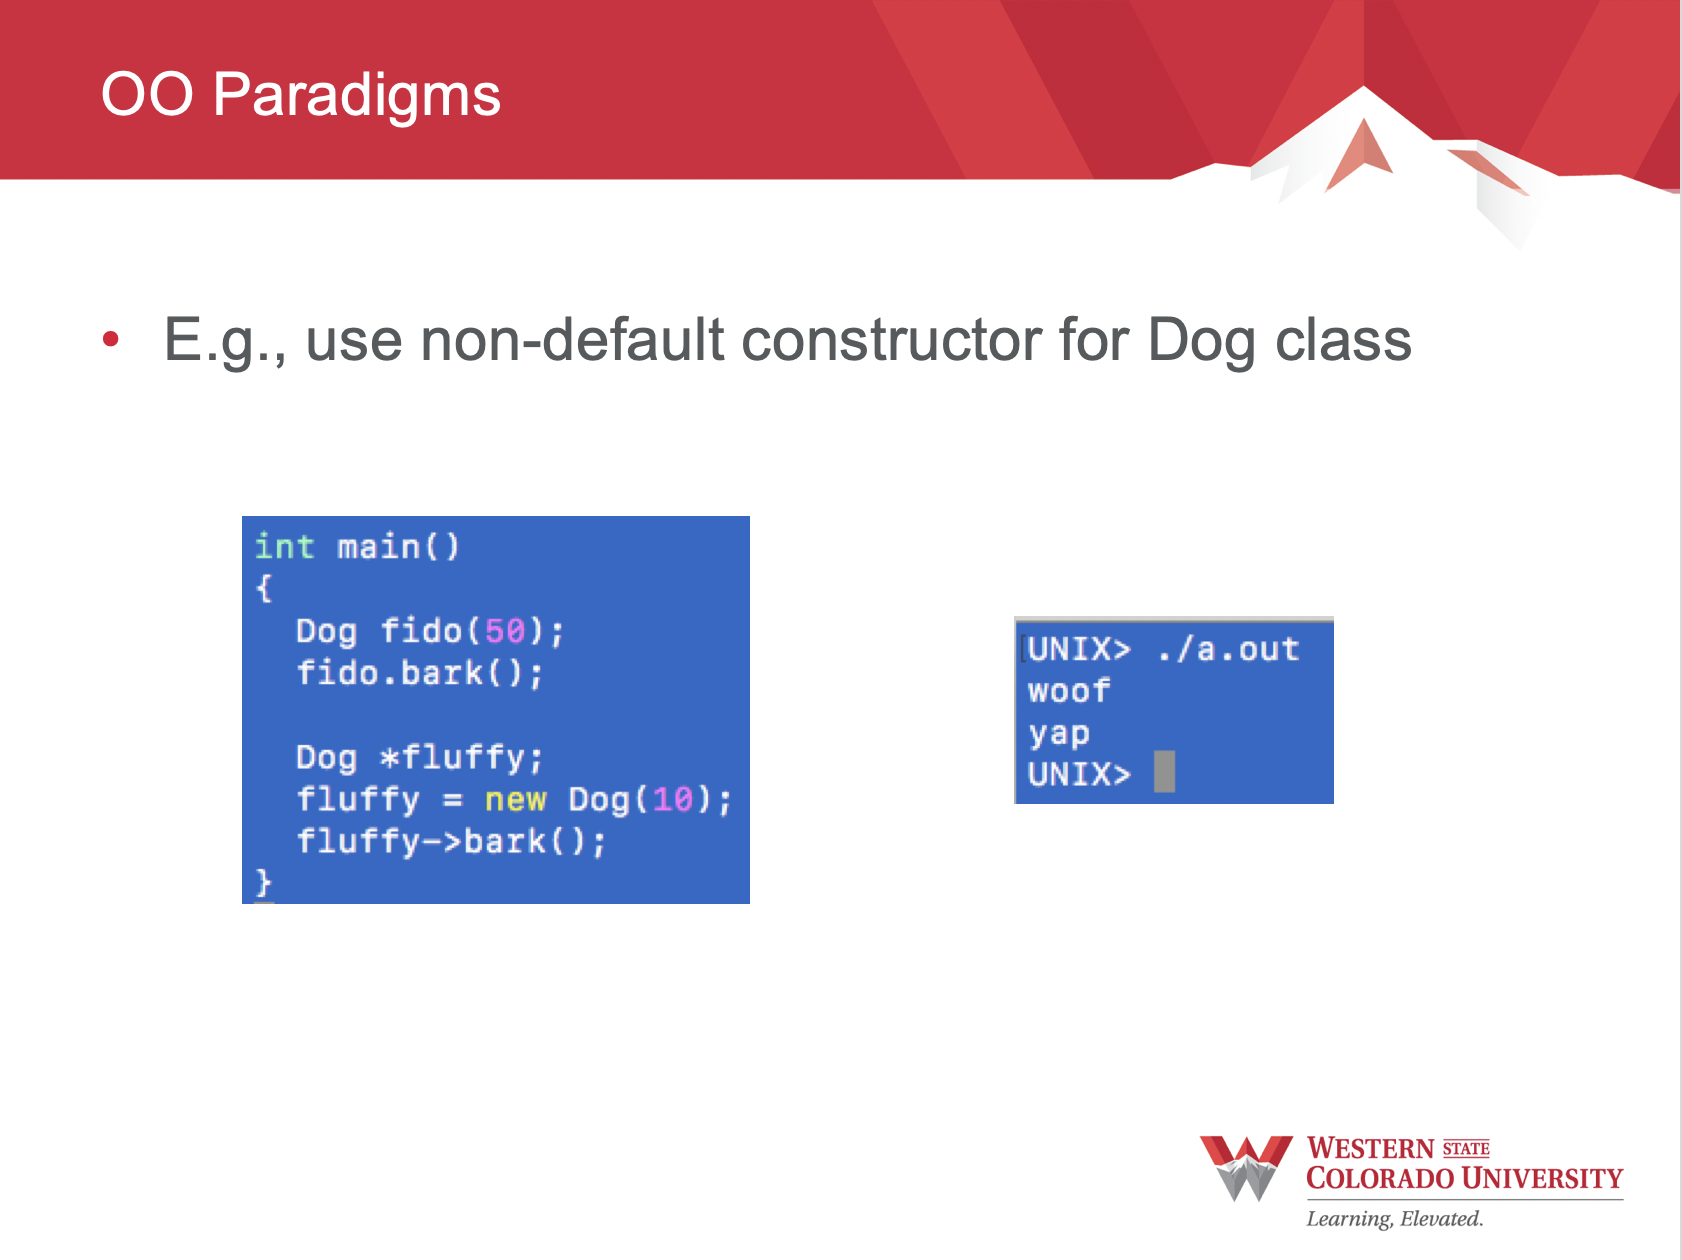 OO Paradigms
• E.g., use non-default constructor for Dog class
int main()
{
  Dog fido(50);
  fido.bark();

  Dog *fluffy;
  fluffy = new Dog(10);
  fluffy->bark();
}
UNIX> ./a.out
woof
yap
UNIX>
WESTERN STATE
COLORADO UNIVERSITY
Learning, Elevated.